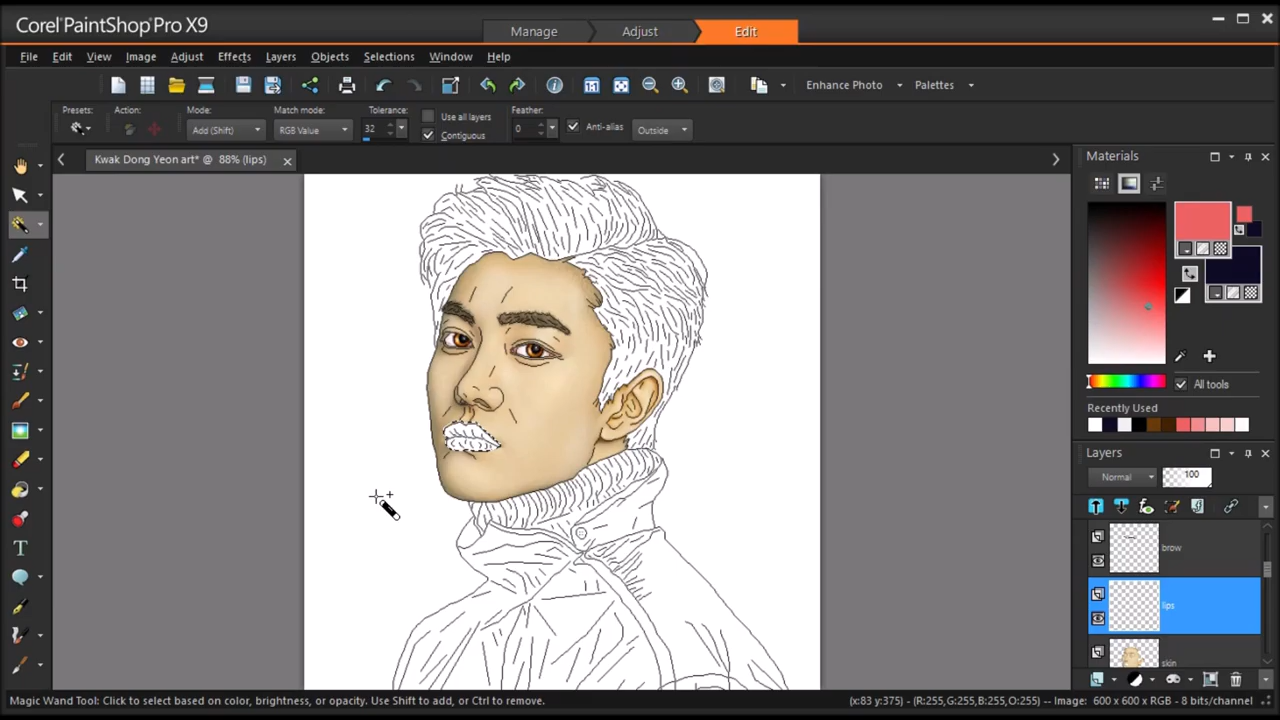 Corel PaintShop Pro X9
Manage Adjust Edit
File Edit View Image Adjust Effects Layers Objects Selections Window Help
Enhance Photo Palettes
Presets: Action: Mode: Match mode: Tolerance: Use all layers Feather:
Add (Shift) RGB Value 32 Contiguous 0 Anti-alias Outside
Kwak Dong Yeon art* @ 88% (lips)
Materials
All tools
Recently Used
Layers
Normal 100
brow
lips
skin
Magic Wand Tool: Click to select based on color, brightness, or opacity. Use Shift to add, or Ctrl to remove. (x:83 y:375) - (R:255,G:255,B:255,O:255) -- Image: 600 x 600 x RGB - 8 bits/channel